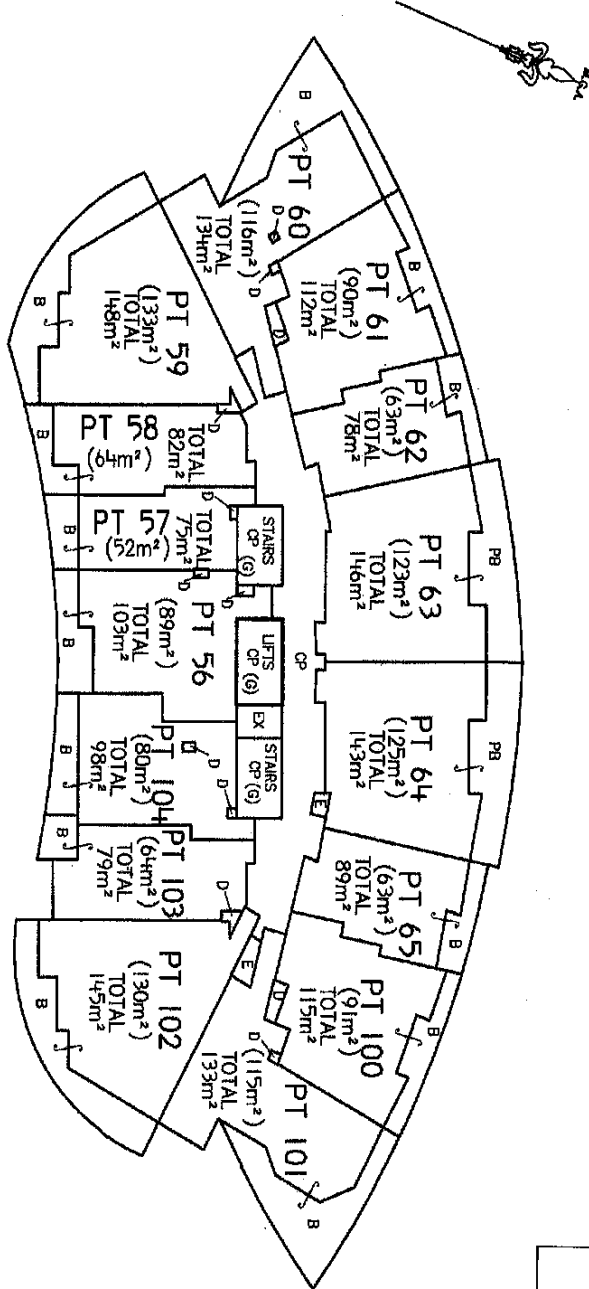 B
PT 60
(116m²)
TOTAL
134m²
D
D
PT 61
(90m²)
TOTAL
112m²
B
D
PT 62
(63m²)
TOTAL
78m²
B
PT 63
(123m²)
TOTAL
146m²
PB
PT 64
(125m²)
TOTAL
143m²
PB
E
PT 65
(63m²)
TOTAL
89m²
B
PT 100
(91m²)
TOTAL
115m²
B
D
D
PT 101
(115m²)
TOTAL
133m²
B
PT 59
(133m²)
TOTAL
148m²
B
PT 58
(64m²)
TOTAL
82m²
B
D
PT 57
(52m²)
TOTAL
75m²
B
D
D
D
PT 56
(89m²)
TOTAL
103m²
B
STAIRS
CP (G)
LIFTS
CP (G)
CP
EX
STAIRS
CP (G)
PT 104
(80m²)
TOTAL
98m²
B
D
D
PT 103
(64m²)
TOTAL
79m²
B
D
E
PT 102
(130m²)
TOTAL
145m²
B